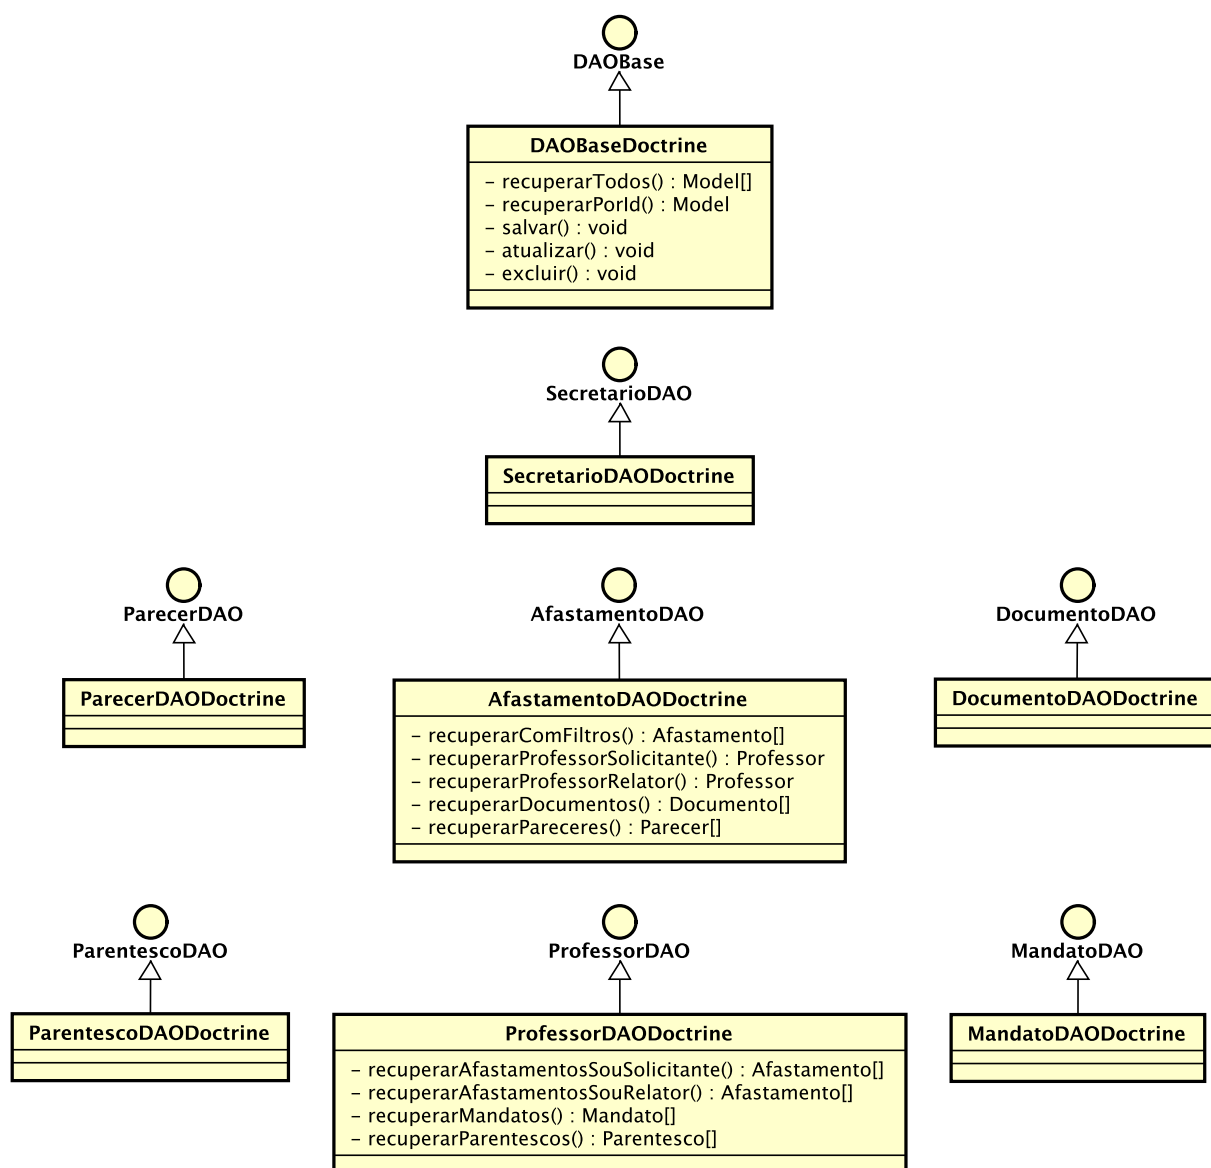 DAOBase
DAOBaseDoctrine
- recuperarTodos() : Model[]
- recuperarPorId() : Model
- salvar() : void
- atualizar() : void
- excluir() : void
SecretarioDAO
SecretarioDAODoctrine
ParecerDAO
ParecerDAODoctrine
AfastamentoDAO
AfastamentoDAODoctrine
- recuperarComFiltros() : Afastamento[]
- recuperarProfessorSolicitante() : Professor
- recuperarProfessorRelator() : Professor
- recuperarDocumentos() : Documento[]
- recuperarPareceres() : Parecer[]
DocumentoDAO
DocumentoDAODoctrine
ParentescoDAO
ParentescoDAODoctrine
ProfessorDAO
ProfessorDAODoctrine
- recuperarAfastamentosSouSolicitante() : Afastamento[]
- recuperarAfastamentosSouRelator() : Afastamento[]
- recuperarMandatos() : Mandato[]
- recuperarParentescos() : Parentesco[]
MandatoDAO
MandatoDAODoctrine